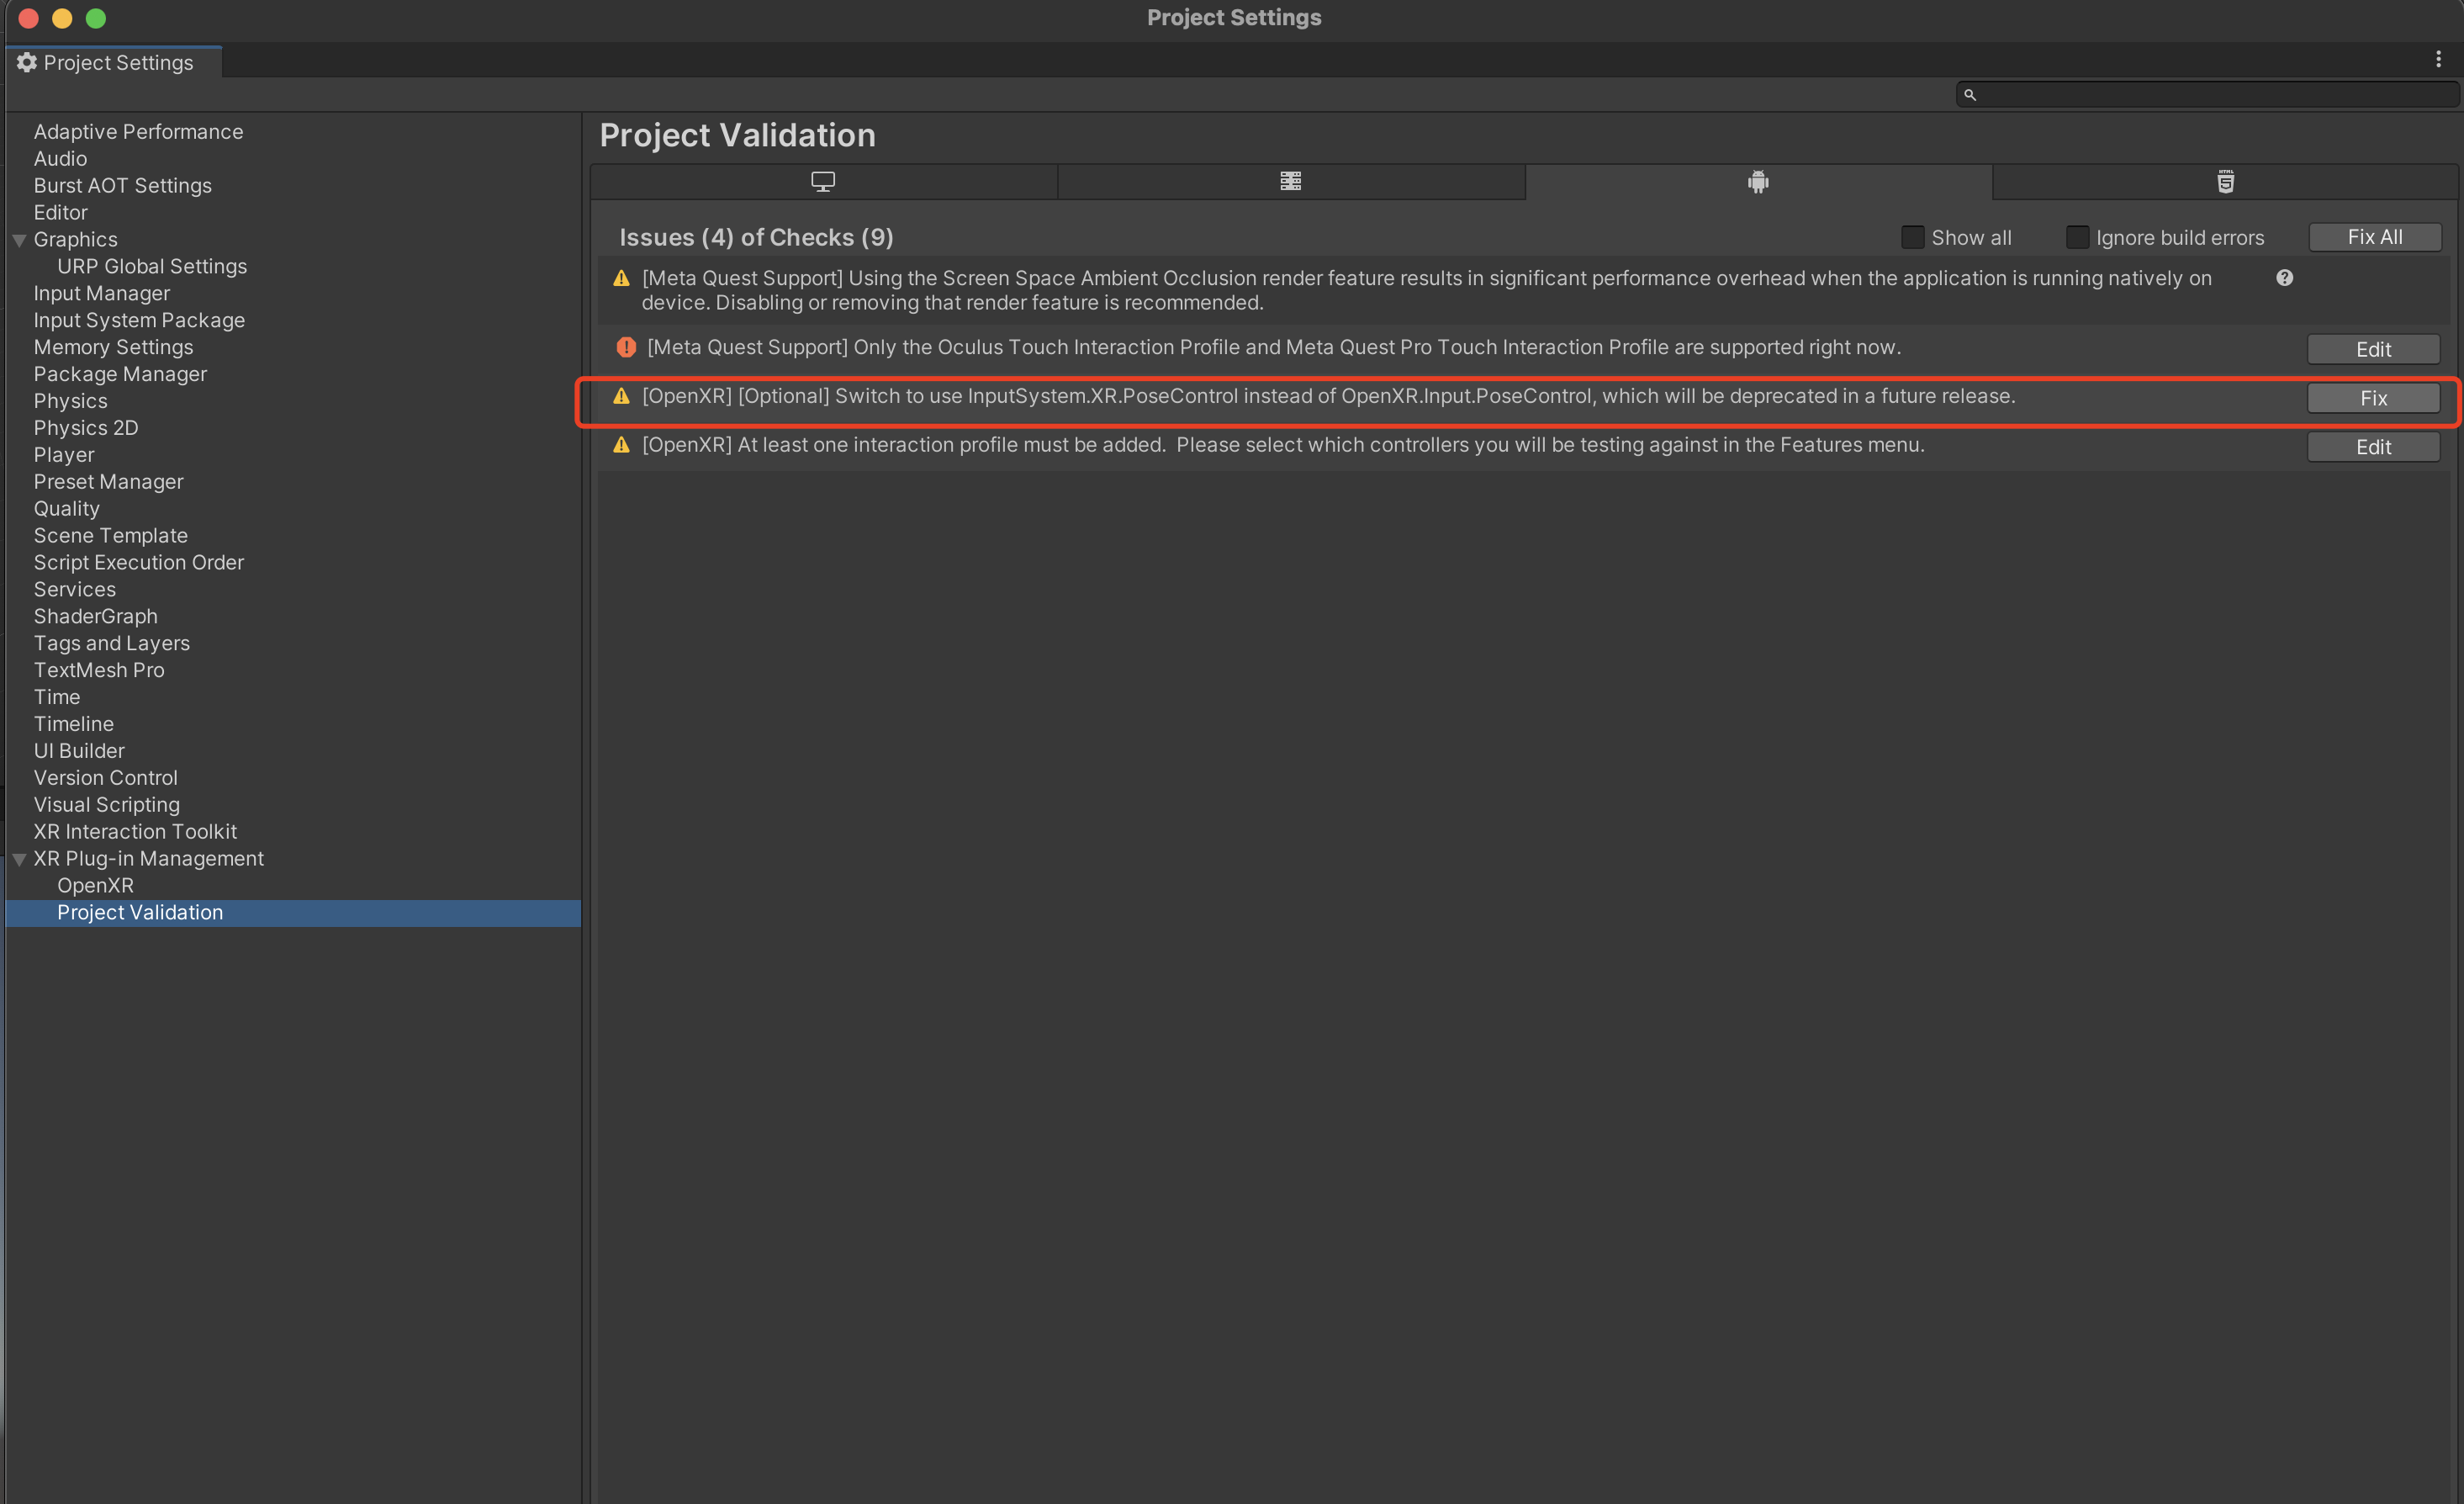 Project Settings
Project Settings
Adaptive Performance
Audio
Burst AOT Settings
Editor
Graphics
URP Global Settings
Input Manager
Input System Package
Memory Settings
Package Manager
Physics
Physics 2D
Player
Preset Manager
Quality
Scene Template
Script Execution Order
Services
ShaderGraph
Tags and Layers
TextMesh Pro
Time
Timeline
UI Builder
Version Control
Visual Scripting
XR Interaction Toolkit
XR Plug-in Management
OpenXR
Project Validation
Project Validation
HTML
5
Issues (4) of Checks (9)
Show all
Ignore build errors
Fix All
[Meta Quest Support] Using the Screen Space Ambient Occlusion render feature results in significant performance overhead when the application is running natively on
device. Disabling or removing that render feature is recommended.
[Meta Quest Support] Only the Oculus Touch Interaction Profile and Meta Quest Pro Touch Interaction Profile are supported right now.
Edit
[OpenXR] [Optional] Switch to use InputSystem.XR.PoseControl instead of OpenXR.Input.PoseControl, which will be deprecated in a future release.
Fix
[OpenXR] At least one interaction profile must be added.  Please select which controllers you will be testing against in the Features menu.
Edit